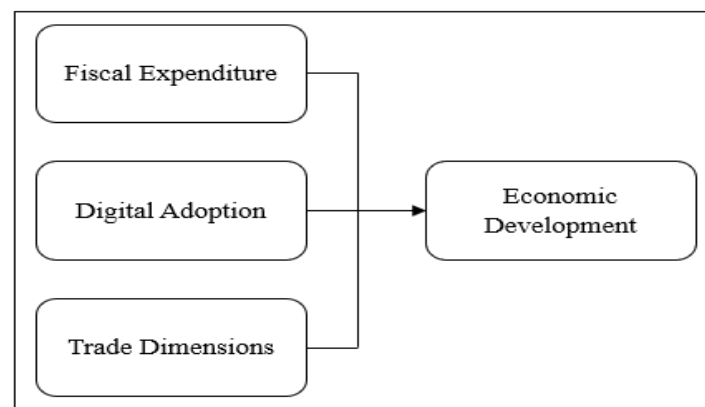 Fiscal Expenditure
Digital Adoption
Economic
Development
Trade Dimensions